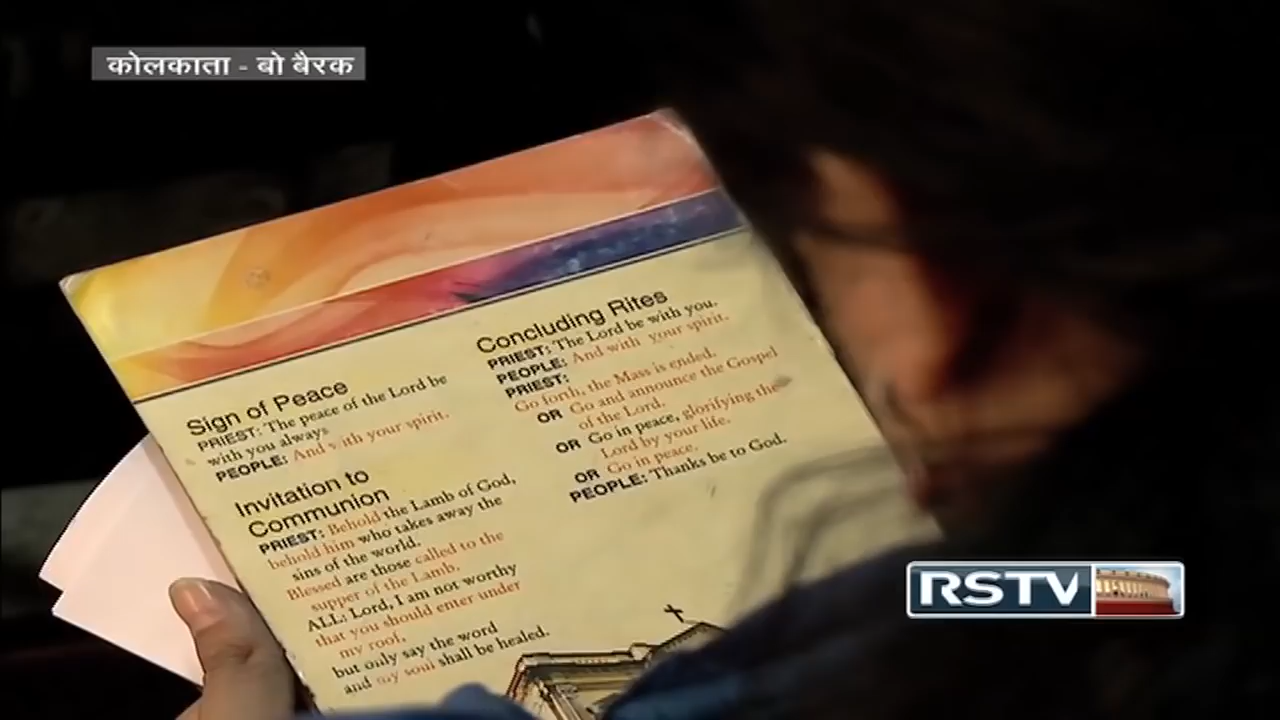 कोलकाता - बो बैरक
Sign of Peace
PRIEST: The peace of the Lord be
with you always
PEOPLE: And with your spirit.
Invitation to
Communion
PRIEST: Behold the Lamb of God,
behold him who takes away the
sins of the world.
Blessed are those called to the
supper of the Lamb.
ALL: Lord, I am not worthy
that you should enter under
my roof,
but only say the word
and my soul shall be healed.
Concluding Rites
PRIEST: The Lord be with you.
PEOPLE: And with your spirit.
PRIEST:
Go forth, the Mass is ended.
OR Go and announce the Gospel
of the Lord.
OR Go in peace, glorifying the
Lord by your life.
OR Go in peace.
PEOPLE: Thanks be to God.
RSTV